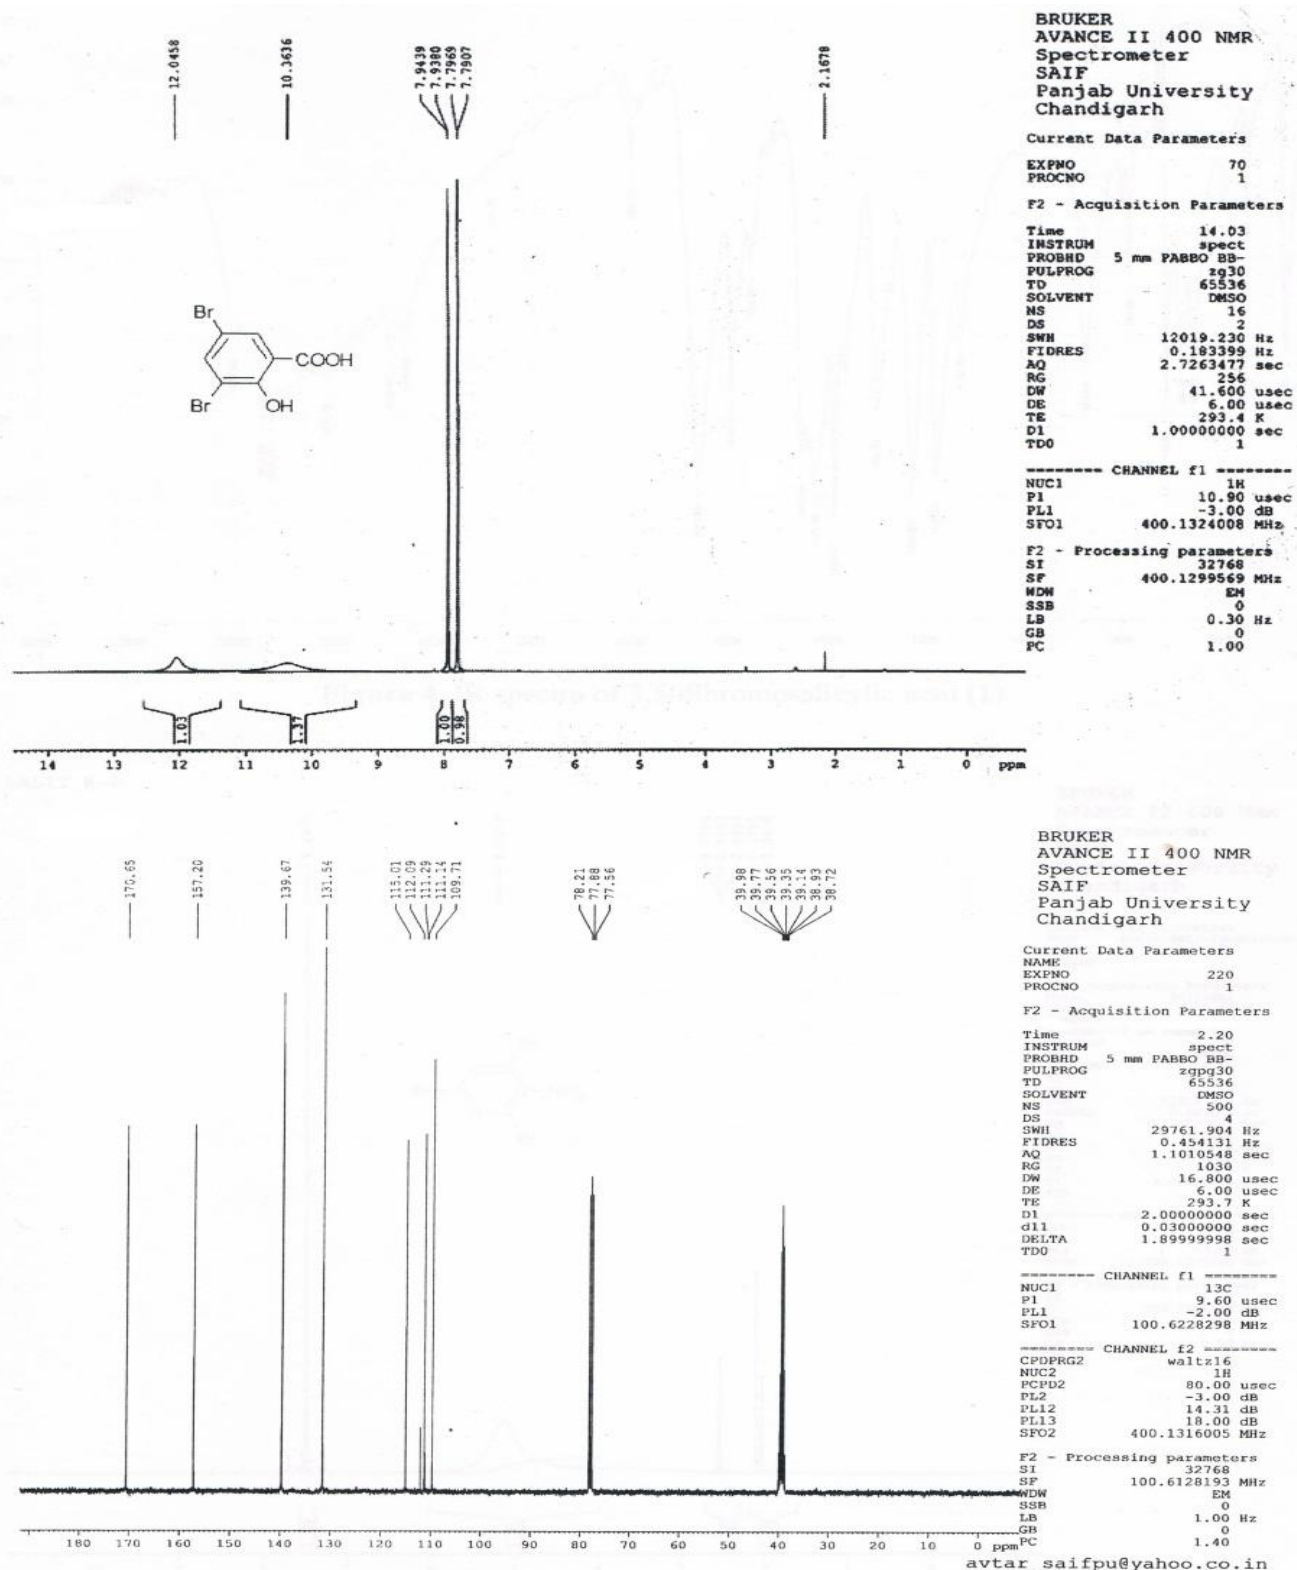 BRUKER
AVANCE II 400 NMR
Spectrometer
SAIF
Panjab University
Chandigarh
12.0458
10.3636
7.9439
7.9380
7.7969
7.7907
2.1678
Current Data Parameters
EXPNO 70
PROCNO 1
F2 - Acquisition Parameters
Time 14.03
INSTRUM spect
PROBHD 5 mm PABBO BB-
PULPROG zg30
TD 65536
SOLVENT DMSO
NS 16
DS 2
SWH 12019.230 Hz
FIDRES 0.183399 Hz
AQ 2.7263477 sec
RG 256
DW 41.600 usec
DE 6.00 usec
TE 293.4 K
D1 1.00000000 sec
TD0 1
======== CHANNEL f1 ========
NUC1 1H
P1 10.90 usec
PL1 -3.00 dB
SFO1 400.1324008 MHz
F2 - Processing parameters
SI 32768
SF 400.1299569 MHz
WDW EM
SSB 0
LB 0.30 Hz
GB 0
PC 1.00
Br
COOH
Br
OH
1.03
1.37
1.00
0.98
14 13 12 11 10 9 8 7 6 5 4 3 2 1 0 ppm
BRUKER
AVANCE II 400 NMR
Spectrometer
SAIF
Panjab University
Chandigarh
170.65
157.20
139.67
131.54
115.01
112.09
111.29
111.14
109.71
78.21
77.88
77.56
39.98
39.77
39.56
39.35
39.14
38.93
38.72
Current Data Parameters
NAME
EXPNO 220
PROCNO 1
F2 - Acquisition Parameters
Time 2.20
INSTRUM spect
PROBHD 5 mm PABBO BB-
PULPROG zgpg30
TD 65536
SOLVENT DMSO
NS 500
DS 4
SWH 29761.904 Hz
FIDRES 0.454131 Hz
AQ 1.1010548 sec
RG 1030
DW 16.800 usec
DE 6.00 usec
TE 293.7 K
D1 2.00000000 sec
d11 0.03000000 sec
DELTA 1.89999998 sec
TD0 1
======== CHANNEL f1 ========
NUC1 13C
P1 9.60 usec
PL1 -2.00 dB
SFO1 100.6228298 MHz
======== CHANNEL f2 ========
CPDPRG2 waltz16
NUC2 1H
PCPD2 80.00 usec
PL2 -3.00 dB
PL12 14.31 dB
PL13 18.00 dB
SFO2 400.1316005 MHz
F2 - Processing parameters
SI 32768
SF 100.6128193 MHz
WDW EM
SSB 0
LB 1.00 Hz
GB 0
PC 1.40
180 170 160 150 140 130 120 110 100 90 80 70 60 50 40 30 20 10 0 ppm
avtar_saifpu@yahoo.co.in